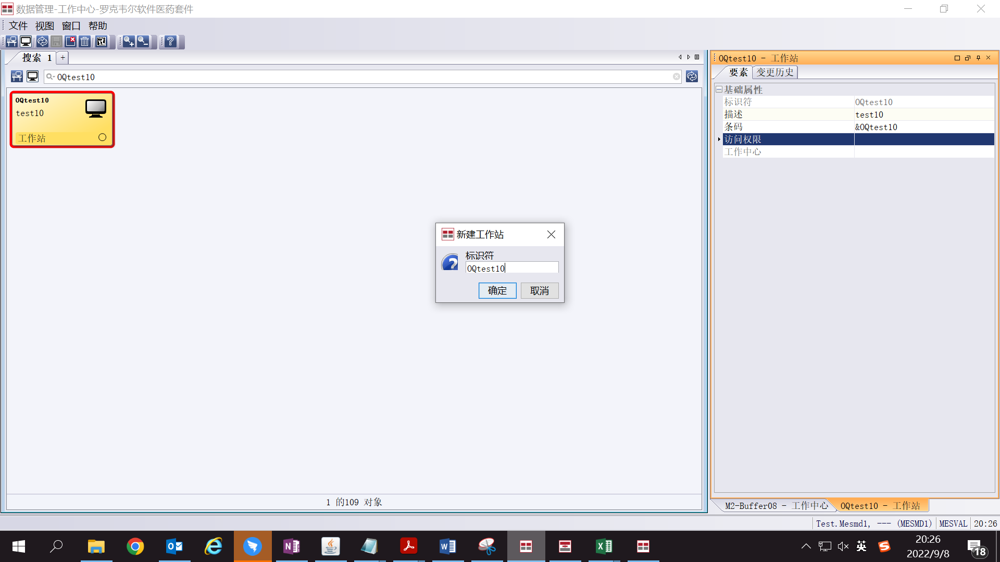 数据管理-工作中心-罗克韦尔软件医药套件
文件 视图 窗口 帮助
搜索 1 +
OQtest10
OQtest10
test10
工作站
1 的109 对象
新建工作站
标识符
OQtest10
确定 取消
OQtest10 - 工作站
要素 变更历史
基础属性
标识符 OQtest10
描述 test10
条码 &OQtest10
访问权限
工作中心
M2-Buffer08 - 工作中心 OQtest10 - 工作站
Test.Mesmd1, --- (MESMD1) MESVAL 20:26
英
20:26
2022/9/8
18